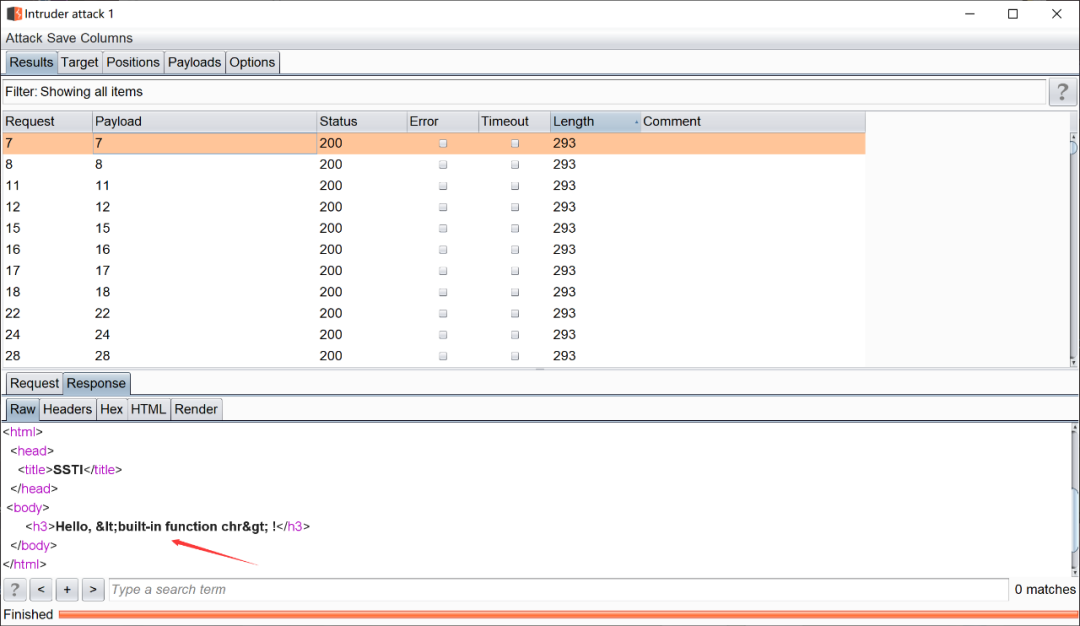 Intruder attack 1
Attack Save Columns
Results Target Positions Payloads Options
Filter: Showing all items ?
Request Payload Status Error Timeout Length Comment
7 7 200 293
8 8 200 293
11 11 200 293
12 12 200 293
15 15 200 293
16 16 200 293
17 17 200 293
18 18 200 293
22 22 200 293
24 24 200 293
28 28 200 293
Request Response
Raw Headers Hex HTML Render
<html>
<head>
<title>SSTI</title>
</head>
<body>
<h3>Hello, &lt;built-in function chr&gt; !</h3>
</body>
</html>
? < + > Type a search term 0 matches
Finished